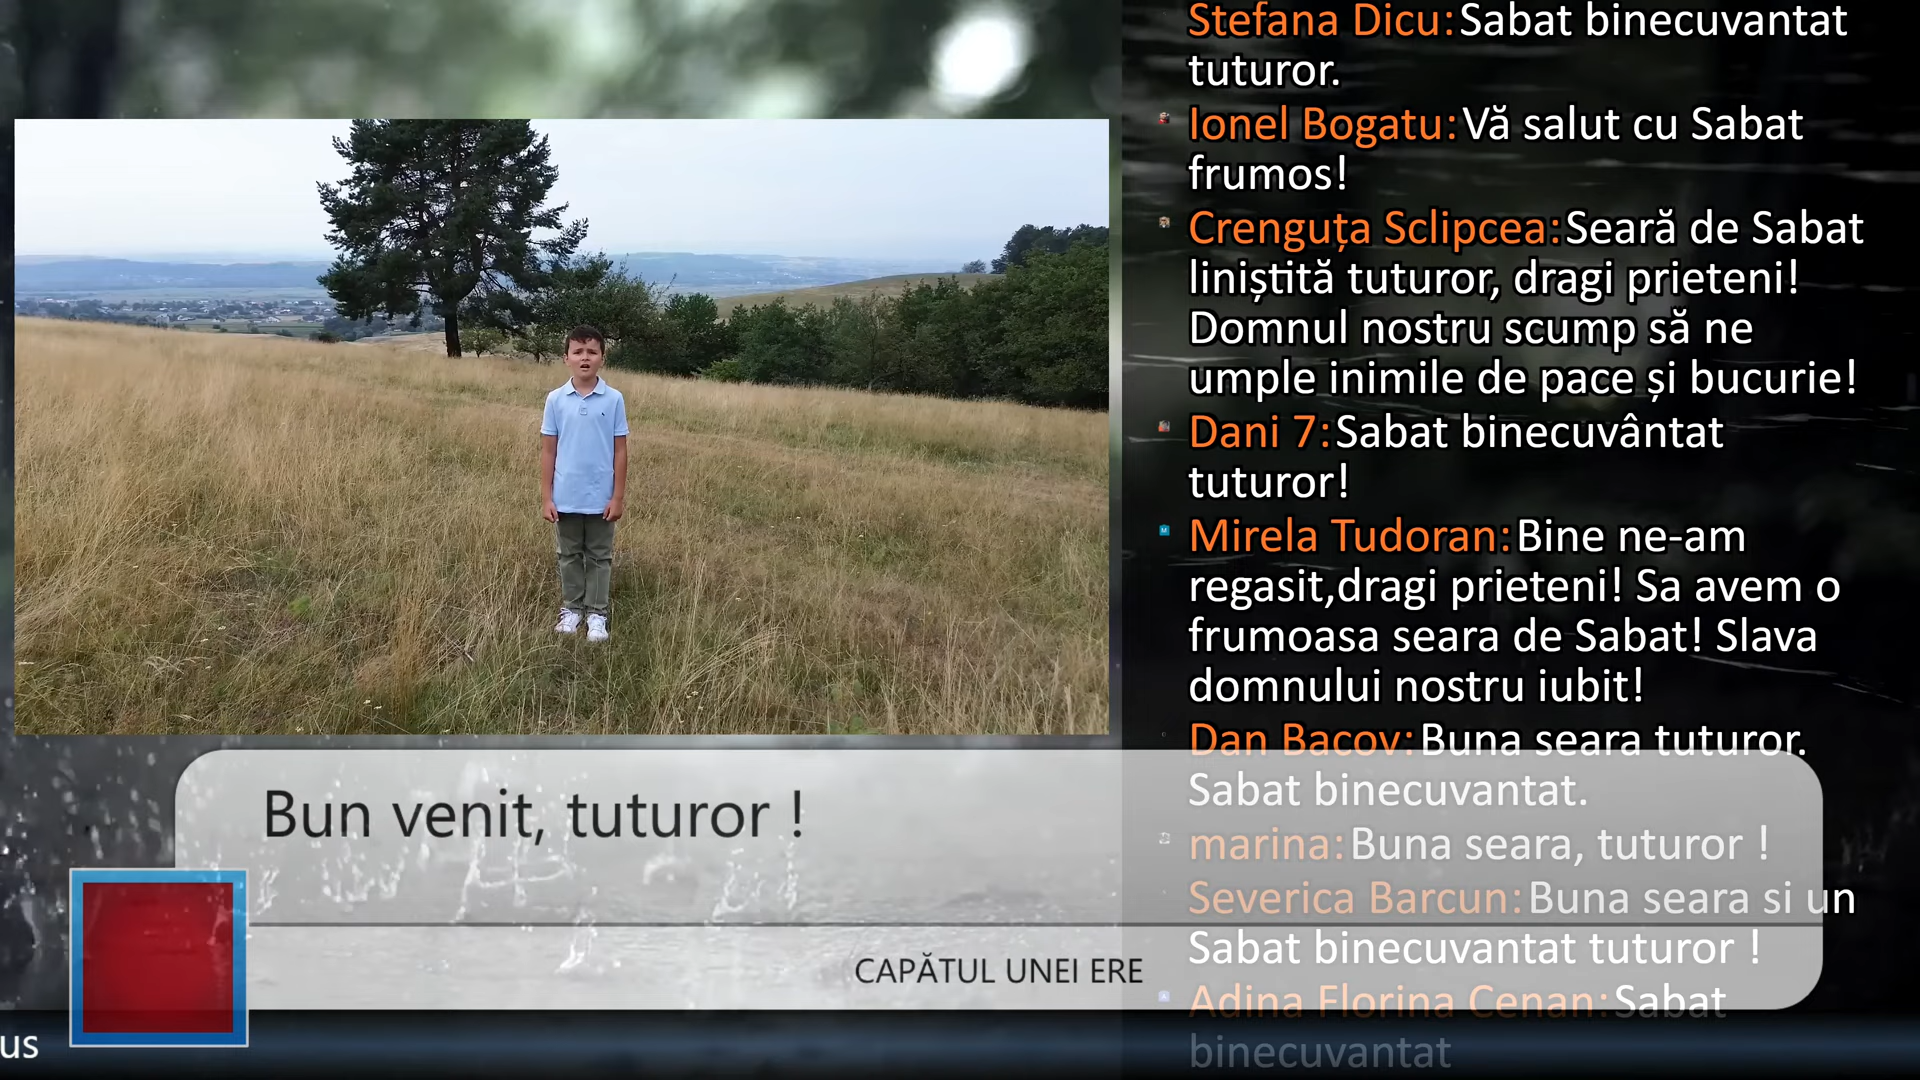 Stefana Dicu: Sabat binecuvantat
tuturor.
Ionel Bogatu: Vă salut cu Sabat
frumos!
Crenguța Sclipcea: Seară de Sabat
liniștită tuturor, dragi prieteni!
Domnul nostru scump să ne
umple inimile de pace și bucurie!
Dani 7: Sabat binecuvântat
tuturor!
Mirela Tudoran: Bine ne-am
regasit,dragi prieteni! Sa avem o
frumoasa seara de Sabat! Slava
domnului nostru iubit!
Dan Bacov: Buna seara tuturor.
Sabat binecuvantat.
marina: Buna seara, tuturor !
Severica Barcun: Buna seara si un
Sabat binecuvantat tuturor !
Adina Florina Cenan: Sabat
binecuvantat
Bun venit, tuturor !
CAPĂTUL UNEI ERE
us